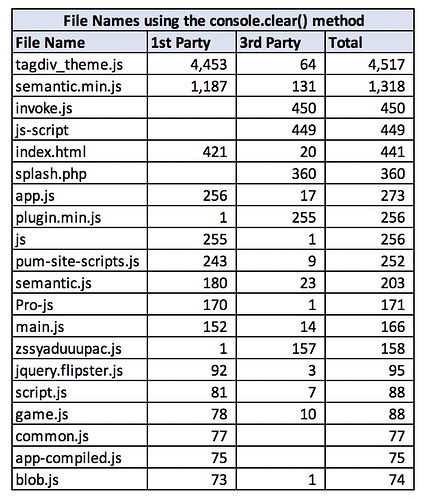 File Names using the console.clear() method
File Name 1st Party 3rd Party Total
tagdiv_theme.js 4,453 64 4,517
semantic.min.js 1,187 131 1,318
invoke.js 450 450
js-script 449 449
index.html 421 20 441
splash.php 360 360
app.js 256 17 273
plugin.min.js 1 255 256
js 255 1 256
pum-site-scripts.js 243 9 252
semantic.js 180 23 203
Pro-js 170 1 171
main.js 152 14 166
zssyaduuupac.js 1 157 158
jquery.flipster.js 92 3 95
script.js 81 7 88
game.js 78 10 88
common.js 77 77
app-compiled.js 75 75
blob.js 73 1 74